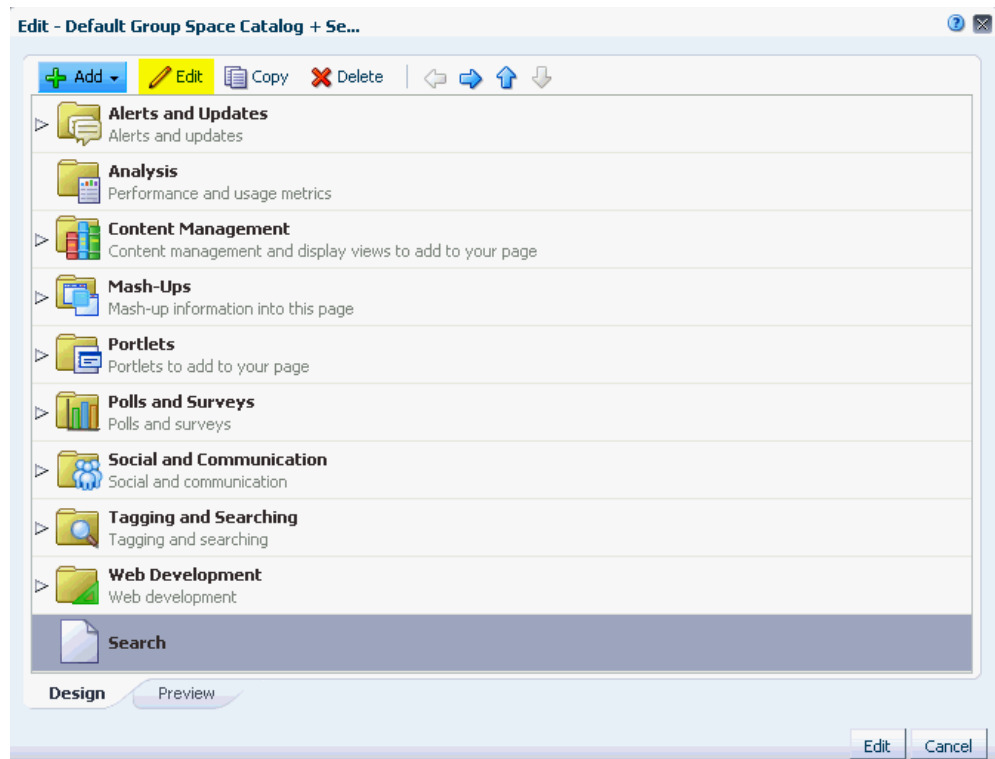 Edit - Default Group Space Catalog + Se...
Add Edit Copy Delete
Alerts and Updates
Alerts and updates
Analysis
Performance and usage metrics
Content Management
Content management and display views to add to your page
Mash-Ups
Mash-up information into this page
Portlets
Portlets to add to your page
Polls and Surveys
Polls and surveys
Social and Communication
Social and communication
Tagging and Searching
Tagging and searching
Web Development
Web development
Search
Design Preview
Edit Cancel